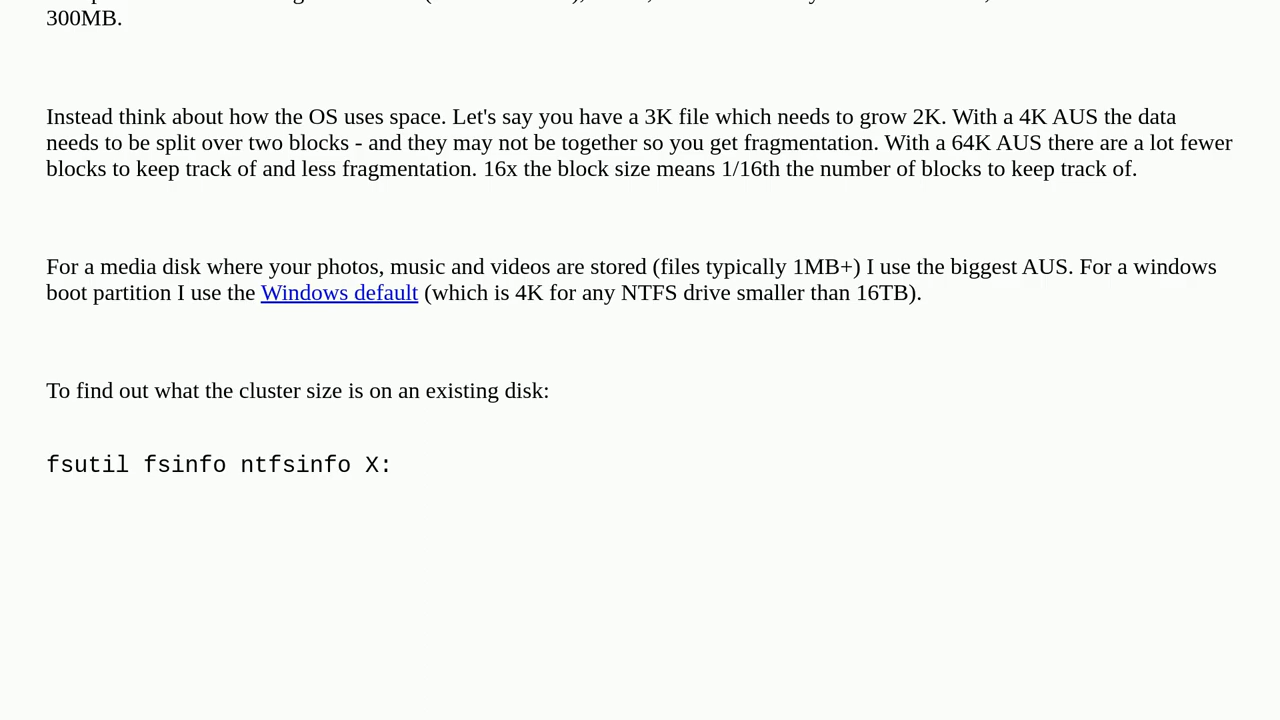 300MB.
Instead think about how the OS uses space. Let's say you have a 3K file which needs to grow 2K. With a 4K AUS the data
needs to be split over two blocks - and they may not be together so you get fragmentation. With a 64K AUS there are a lot fewer
blocks to keep track of and less fragmentation. 16x the block size means 1/16th the number of blocks to keep track of.
For a media disk where your photos, music and videos are stored (files typically 1MB+) I use the biggest AUS. For a windows
boot partition I use the Windows default (which is 4K for any NTFS drive smaller than 16TB).
To find out what the cluster size is on an existing disk:
fsutil fsinfo ntfsinfo X: